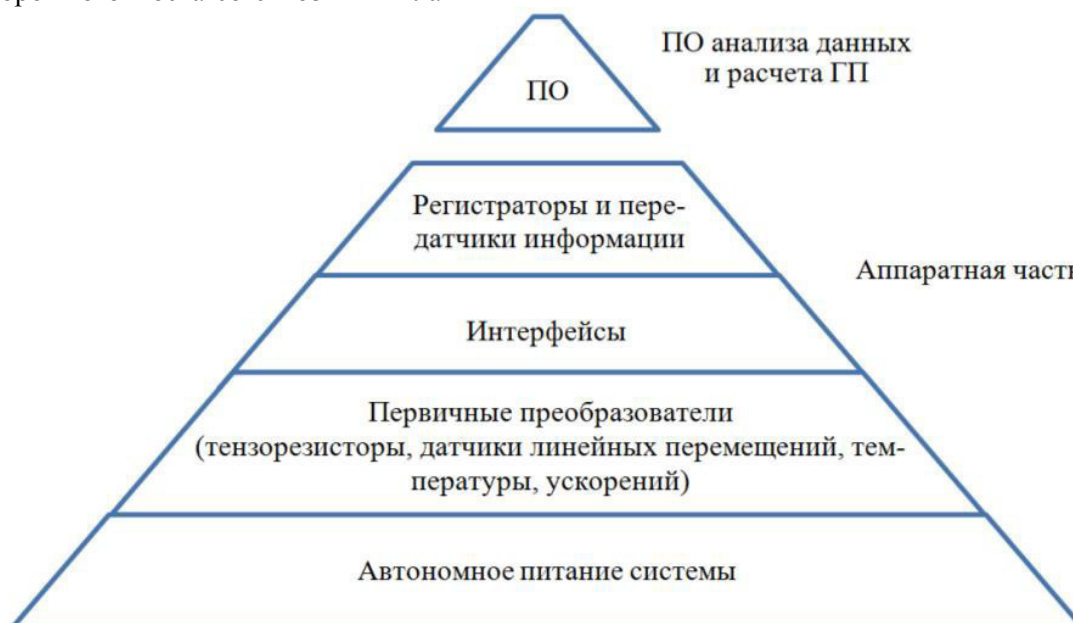 ПО анализа данных
и расчета ГП
ПО
Регистраторы и пере-
датчики информации
Аппаратная часть
Интерфейсы
Первичные преобразователи
(тензорезисторы, датчики линейных перемещений, тем-
пературы, ускорений)
Автономное питание системы